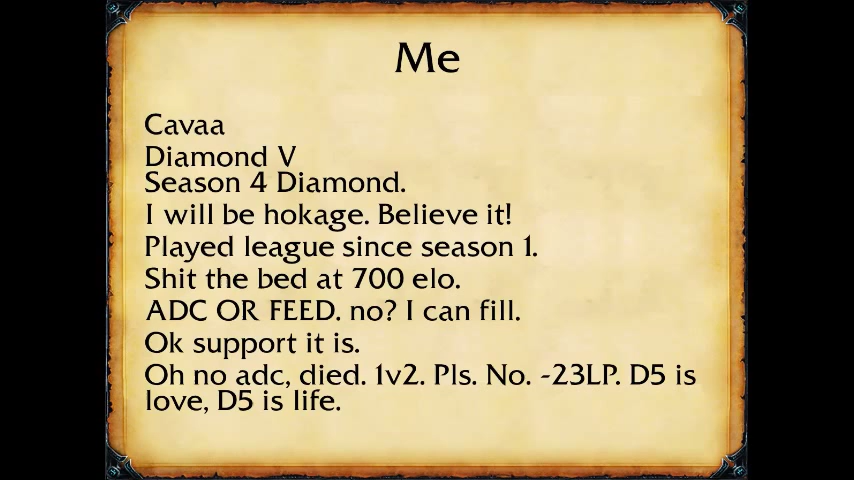 Me
Cavaa
Diamond V
Season 4 Diamond.
I will be hokage. Believe it!
Played league since season 1.
Shit the bed at 700 elo.
ADC OR FEED. no? I can fill.
Ok support it is.
Oh no adc, died. 1v2. Pls. No. -23LP. D5 is
love, D5 is life.